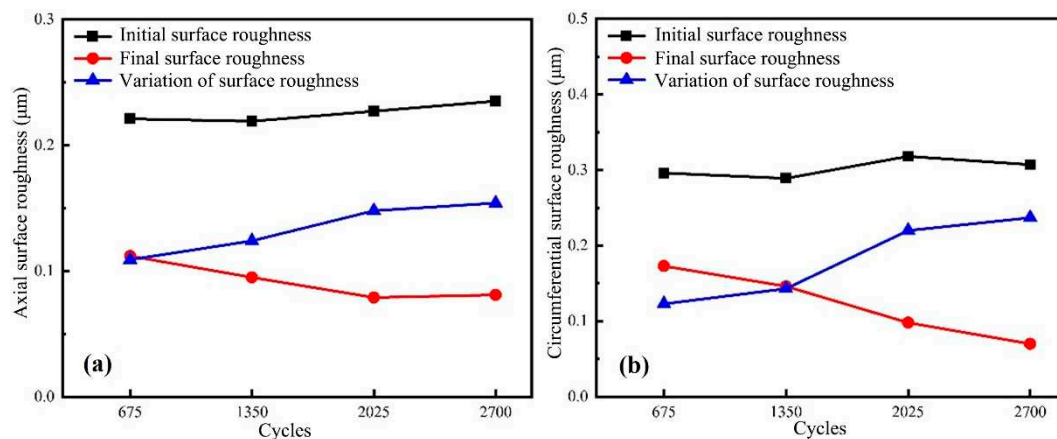 0.3
0.2
0.1
0.0
Axial surface roughness (μm)
Initial surface roughness
Final surface roughness
Variation of surface roughness
(a)
675 1350 2025 2700
Cycles
0.5
0.4
0.3
0.2
0.1
0.0
Circumferential surface roughness (μm)
Initial surface roughness
Final surface roughness
Variation of surface roughness
(b)
675 1350 2025 2700
Cycles